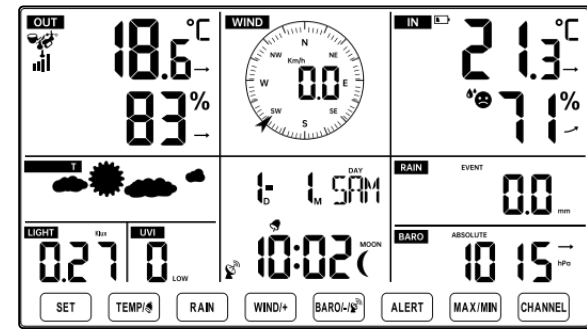 OUT
18.6 °C
83 %
WIND
N
NW NE
Km/h
0.0
W E
SW SE
S
IN
21.3 °C
71 %
T
1- 1 DAY
D M SAM
10:02 MOON
RAIN EVENT
0.0 mm
LIGHT Klux
0.27
UVI
0 LOW
BARO ABSOLUTE
1015 hPa
SET TEMP/ RAIN WIND/+ BARO/-/ ALERT MAX/MIN CHANNEL